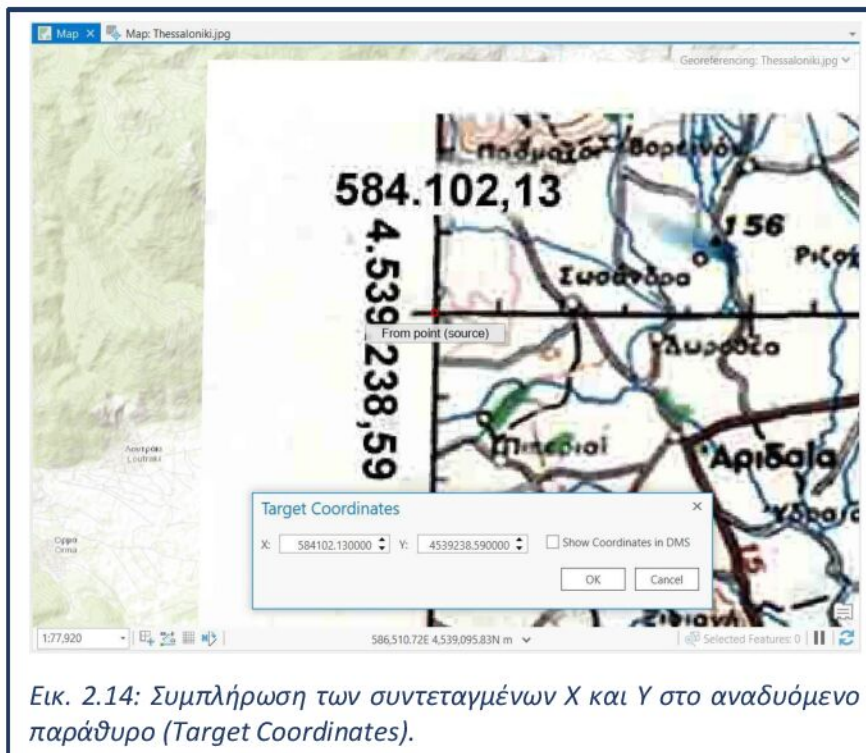 Map × Map: Thessaloniki.jpg
Georeferencing: Thessaloniki.jpg
Βορεινόν
584.102,13
156
4.539.238,59
Σωσάνδρα
From point (source)
Δωροθέα
Λουτράκι
Loutraki
Αριδαία
Όρμα
Orma
Target Coordinates ×
X: 584102.130000 Y: 4539238.590000 Show Coordinates in DMS
OK Cancel
15
1:77,920 586,510.72E 4,539,095.83N m Selected Features: 0
Εικ. 2.14: Συμπλήρωση των συντεταγμένων X και Y στο αναδυόμενο
παράθυρο (Target Coordinates).